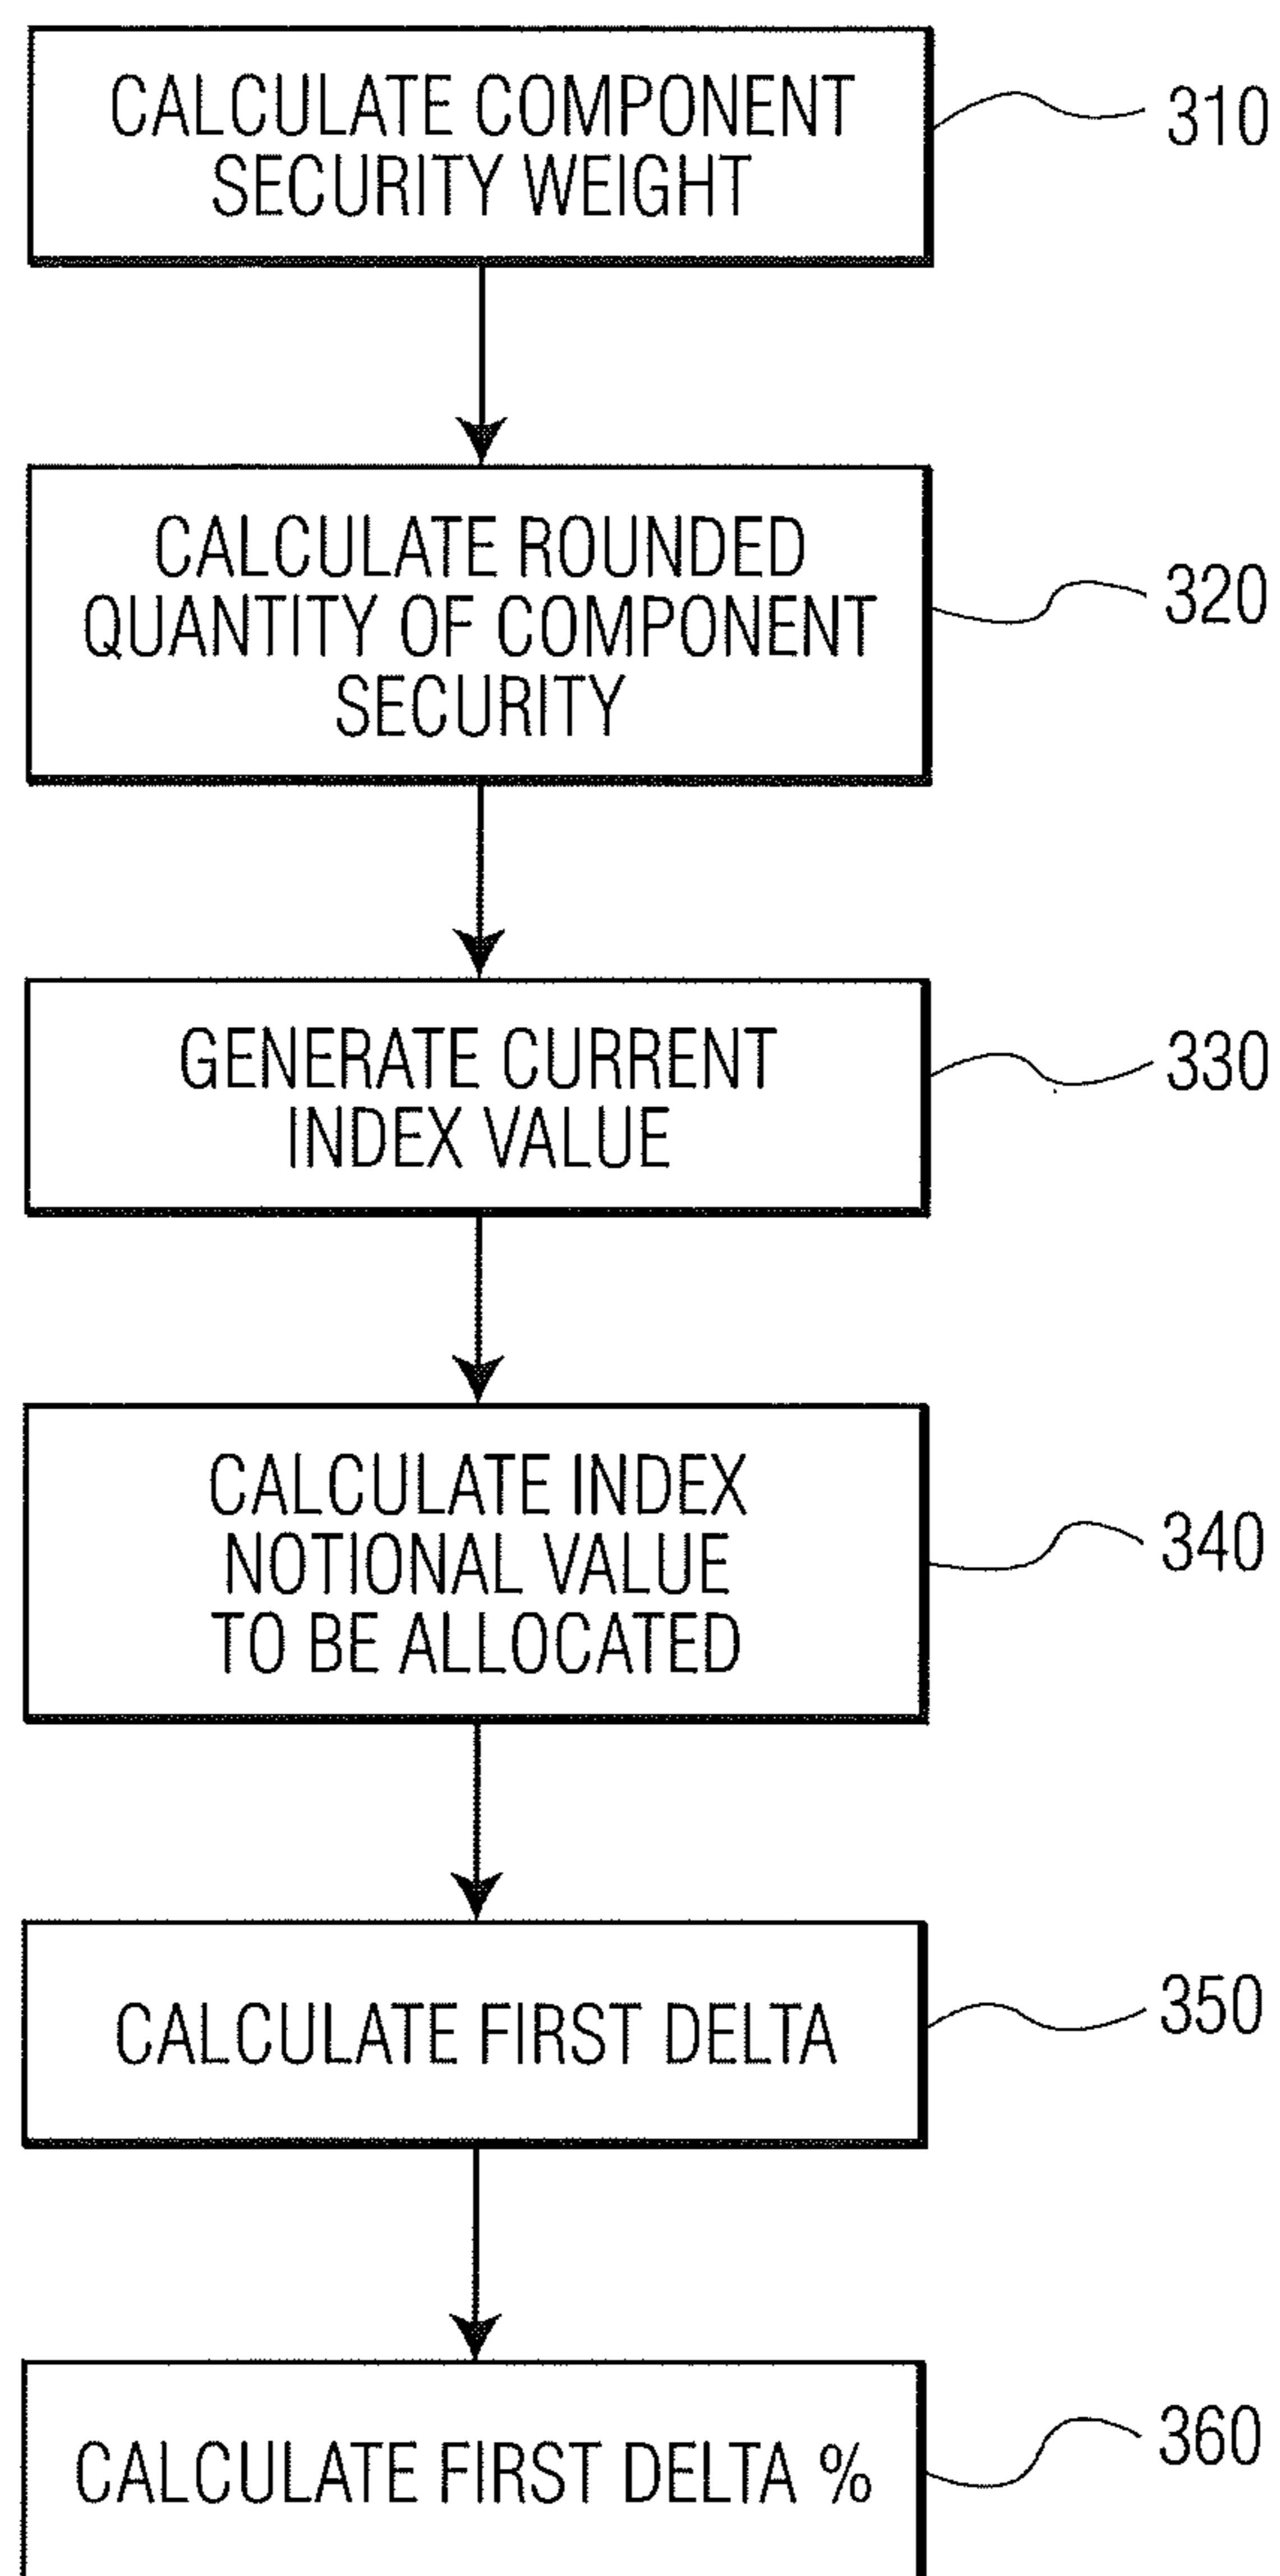 CALCULATE COMPONENT
SECURITY WEIGHT
310
CALCULATE ROUNDED
QUANTITY OF COMPONENT
SECURITY
320
GENERATE CURRENT
INDEX VALUE
330
CALCULATE INDEX
NOTIONAL VALUE
TO BE ALLOCATED
340
CALCULATE FIRST DELTA
350
CALCULATE FIRST DELTA %
360